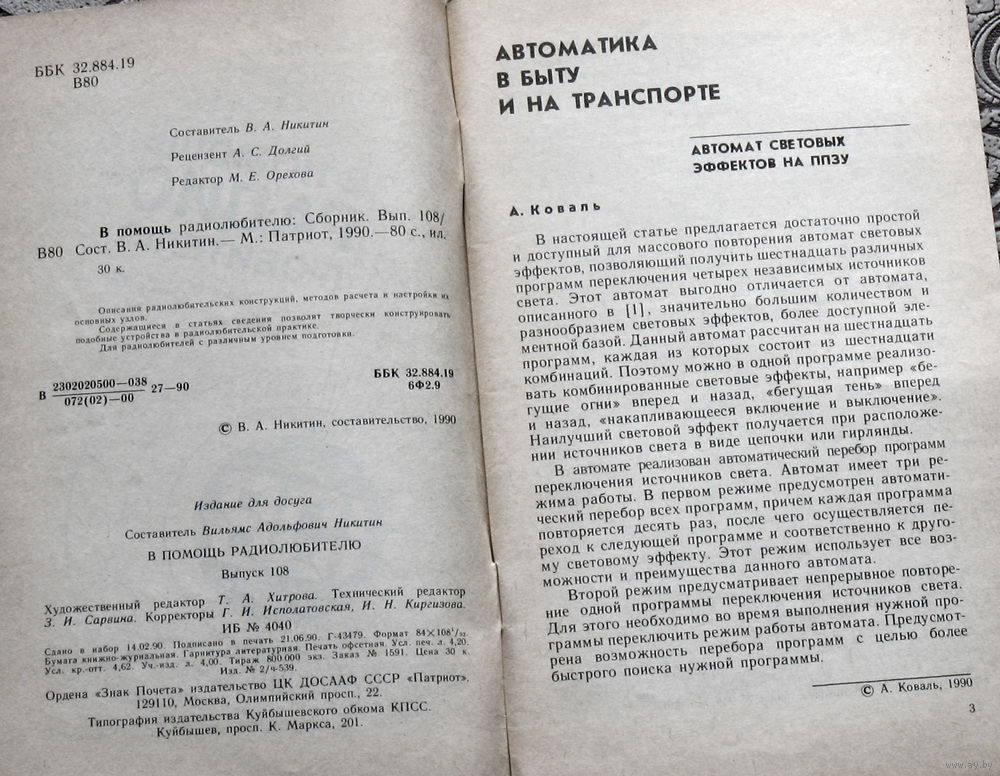 ББК 32.884.19
В80
Составитель В. А. Никитин
Рецензент А. С. Долгий
Редактор М. Е. Орехова
В помощь радиолюбителю: Сборник. Вып. 108/
В80 Сост. В. А. Никитин.— М.: Патриот, 1990.—80 с., ил.
30 к.
Описания радиолюбительских конструкций, методов расчета и настройки их
основных узлов.
Содержащиеся в статьях сведения позволят творчески конструировать
подобные устройства в радиолюбительской практике.
Для радиолюбителей с различным уровнем подготовки.
В 2302020500—038
072(02)—00 27—90
ББК 32.884.19
6Ф2.9
© В. А. Никитин, составительство, 1990
Издание для досуга
Составитель Вильямс Адольфович Никитин
В ПОМОЩЬ РАДИОЛЮБИТЕЛЮ
Выпуск 108
Художественный редактор Т. А. Хитрова. Технический редактор
З. И. Сарвина. Корректоры Г. И. Исполатовская, И. Н. Киргизова.
ИБ № 4040
Сдано в набор 14.02.90. Подписано в печать 21.06.90. Г-43479. Формат 84×108¹/₃₂.
Бумага книжно-журнальная. Гарнитура литературная. Печать офсетная. Усл. печ. л. 4,20.
Усл. кр.-отт. 4,62. Уч.-изд. л. 4,00. Тираж 800 000 экз. Заказ № 1591. Цена 30 к.
Изд. № 2/ч-539.
Ордена «Знак Почета» издательство ЦК ДОСААФ СССР «Патриот».
129110, Москва, Олимпийский просп., 22.
Типография издательства Куйбышевского обкома КПСС.
Куйбышев, просп. К. Маркса, 201.
АВТОМАТИКА
В БЫТУ
И НА ТРАНСПОРТЕ
АВТОМАТ СВЕТОВЫХ
ЭФФЕКТОВ НА ППЗУ
А. Коваль
В настоящей статье предлагается достаточно простой
и доступный для массового повторения автомат световых
эффектов, позволяющий получить шестнадцать различных
программ переключения четырех независимых источников
света. Этот автомат выгодно отличается от автомата,
описанного в [1], значительно большим количеством и
разнообразием световых эффектов, более доступной эле-
ментной базой. Данный автомат рассчитан на шестнадцать
программ, каждая из которых состоит из шестнадцати
комбинаций. Поэтому можно в одной программе реализо-
вать комбинированные световые эффекты, например «бе-
гущие огни» вперед и назад, «бегущая тень» вперед
и назад, «накапливающееся включение и выключение».
Наилучший световой эффект получается при расположе-
нии источников света в виде цепочки или гирлянды.
В автомате реализован автоматический перебор программ
переключения источников света. Автомат имеет три ре-
жима работы. В первом режиме предусмотрен автомати-
ческий перебор всех программ, причем каждая программа
повторяется десять раз, после чего осуществляется пе-
реход к следующей программе и соответственно к друго-
му световому эффекту. Этот режим использует все воз-
можности и преимущества данного автомата.
Второй режим предусматривает непрерывное повторе-
ние одной программы переключения источников света.
Для этого необходимо во время выполнения нужной про-
граммы переключить режим работы автомата. Предусмот-
рена возможность перебора программ с целью более
быстрого поиска нужной программы.
© А. Коваль, 1990
3
www.ay.by